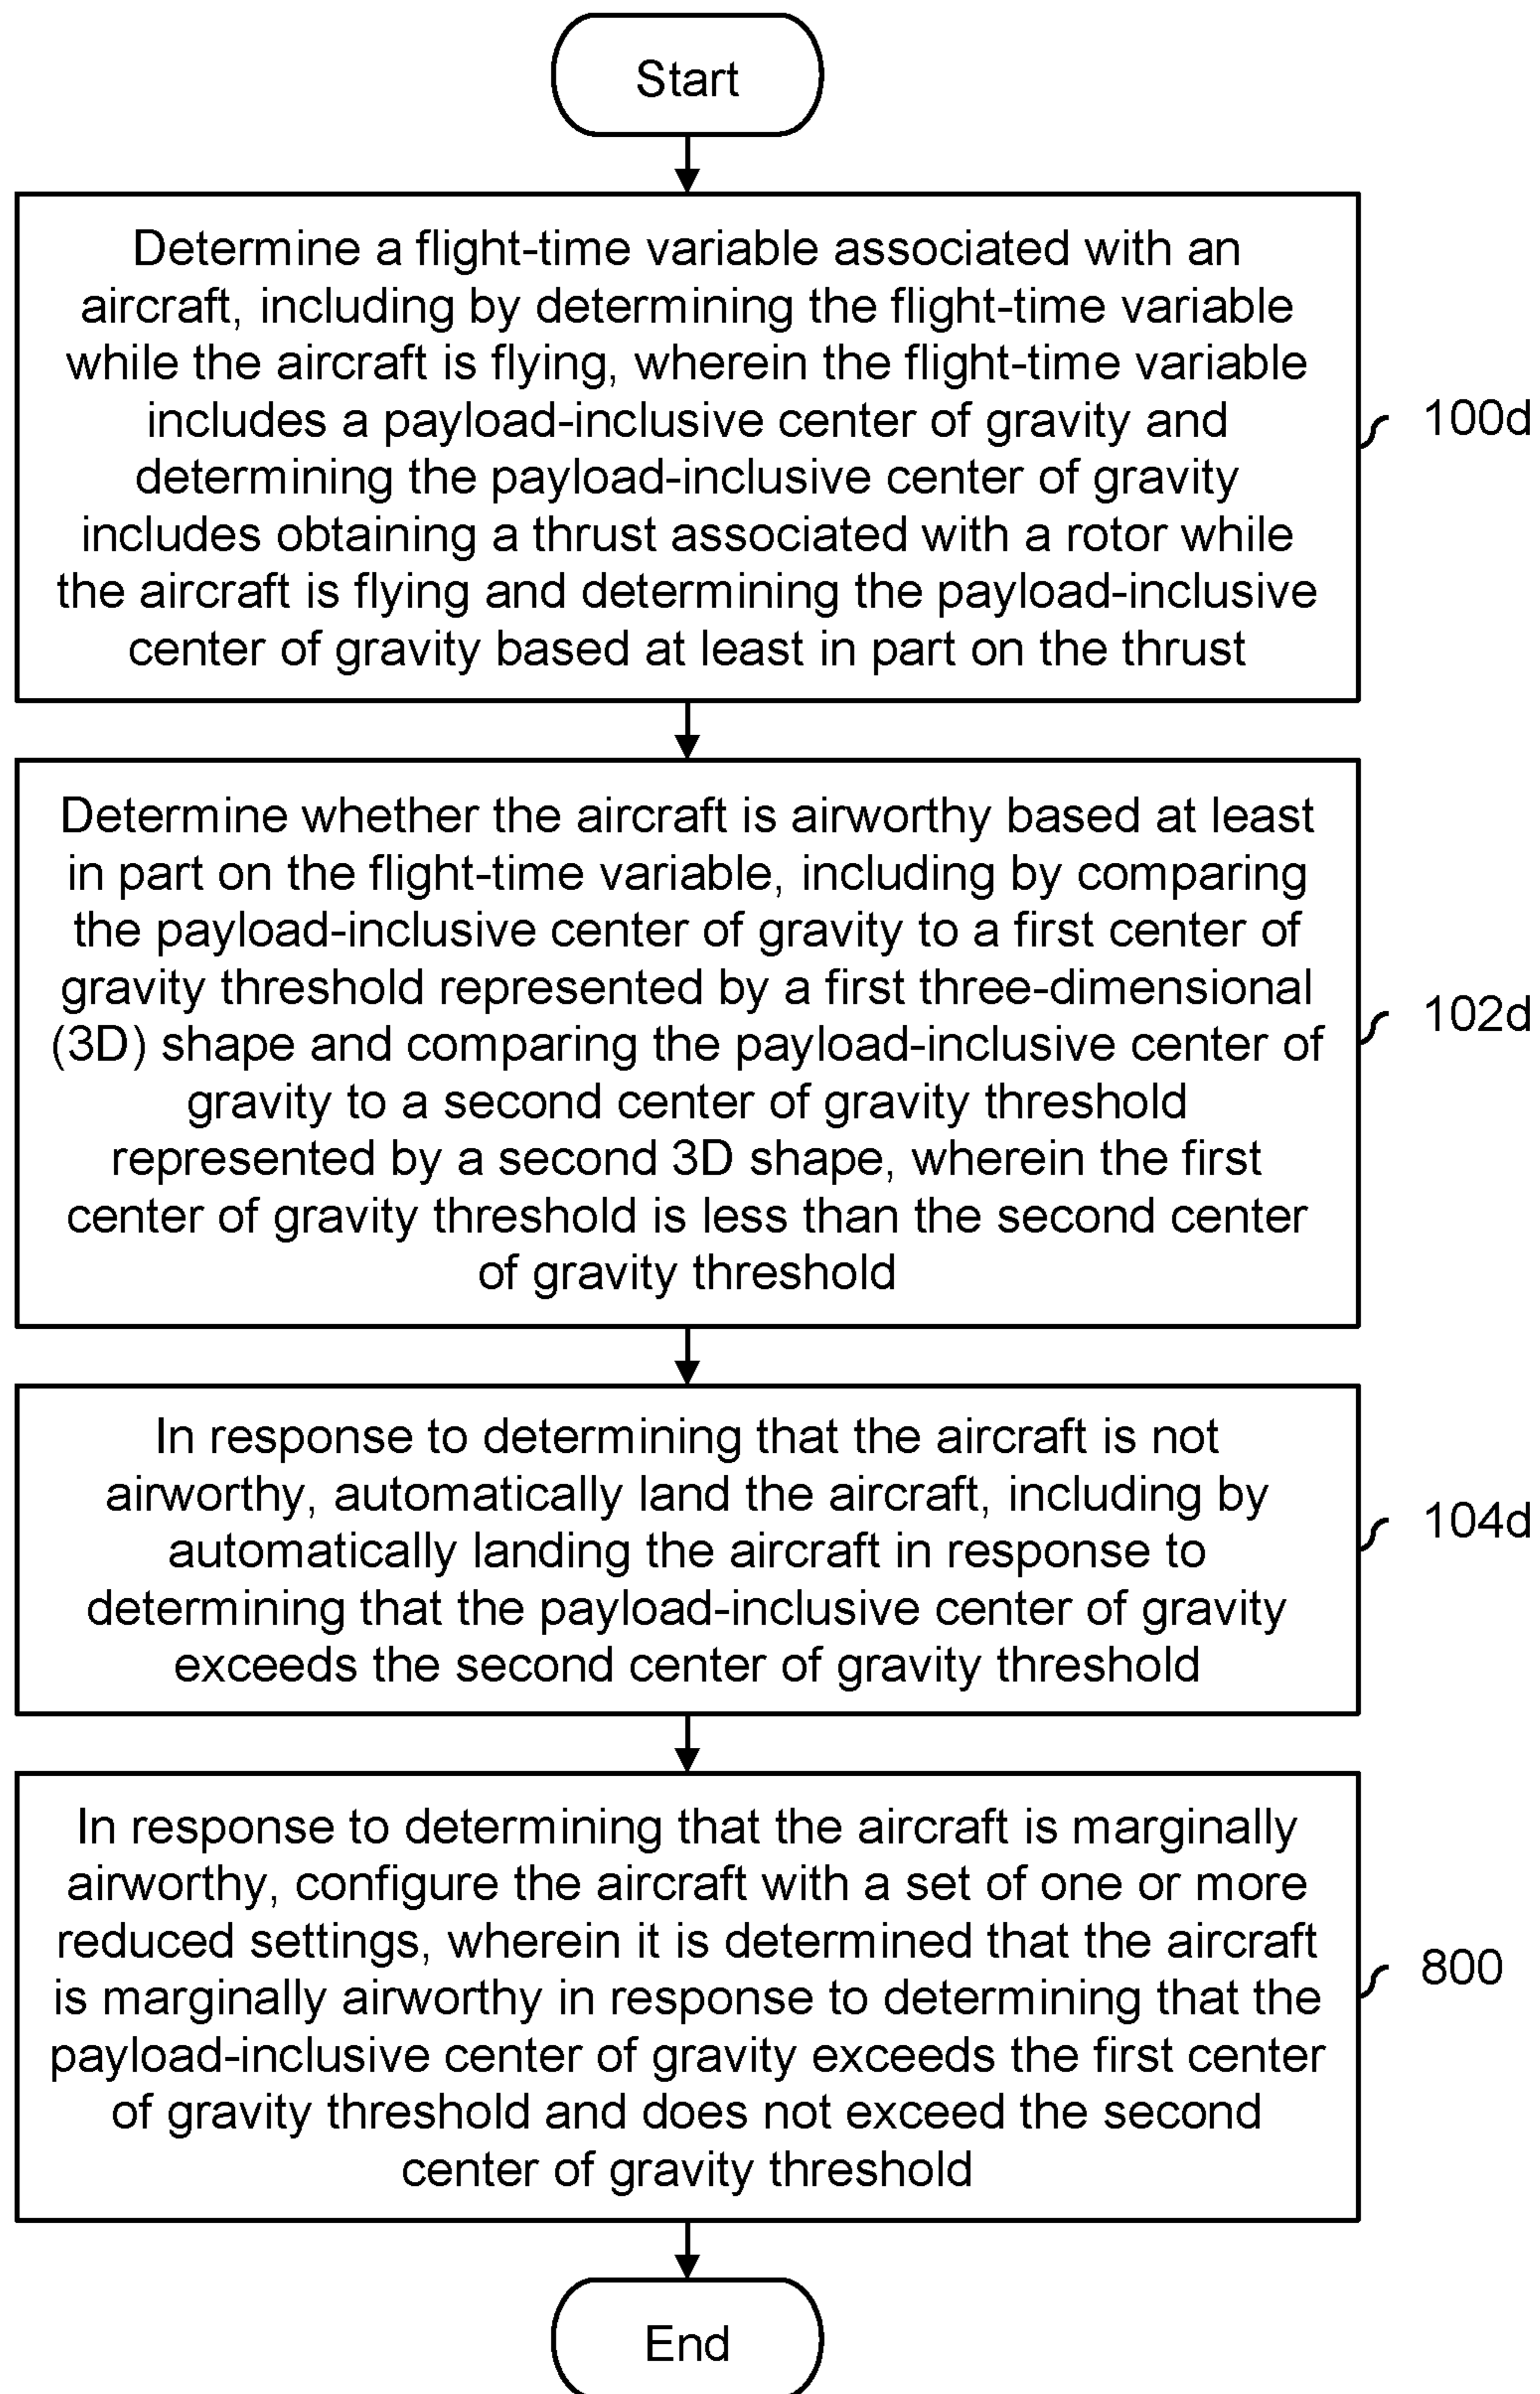 Start
Determine a flight-time variable associated with an
aircraft, including by determining the flight-time variable
while the aircraft is flying, wherein the flight-time variable
includes a payload-inclusive center of gravity and
determining the payload-inclusive center of gravity
includes obtaining a thrust associated with a rotor while
the aircraft is flying and determining the payload-inclusive
center of gravity based at least in part on the thrust
100d
Determine whether the aircraft is airworthy based at least
in part on the flight-time variable, including by comparing
the payload-inclusive center of gravity to a first center of
gravity threshold represented by a first three-dimensional
(3D) shape and comparing the payload-inclusive center of
gravity to a second center of gravity threshold
represented by a second 3D shape, wherein the first
center of gravity threshold is less than the second center
of gravity threshold
102d
In response to determining that the aircraft is not
airworthy, automatically land the aircraft, including by
automatically landing the aircraft in response to
determining that the payload-inclusive center of gravity
exceeds the second center of gravity threshold
104d
In response to determining that the aircraft is marginally
airworthy, configure the aircraft with a set of one or more
reduced settings, wherein it is determined that the aircraft
is marginally airworthy in response to determining that the
payload-inclusive center of gravity exceeds the first center
of gravity threshold and does not exceed the second
center of gravity threshold
800
End